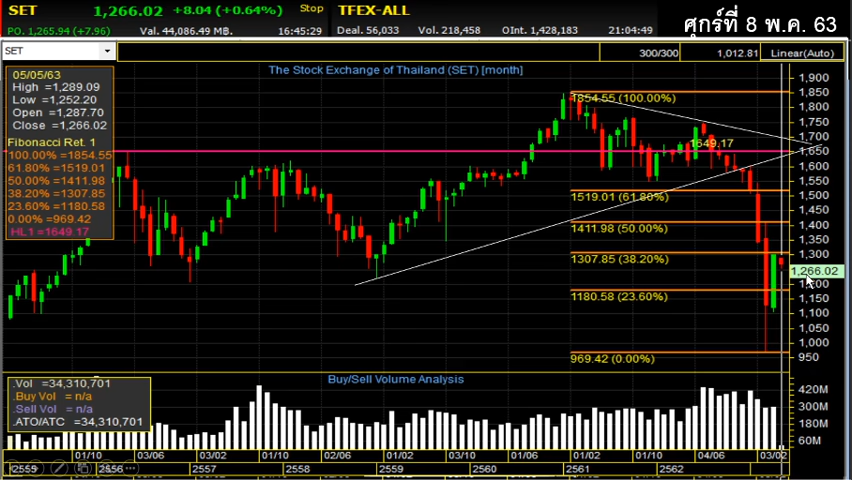 SET 1,266.02 +8.04 (+0.64%) Stop TFEX-ALL ศุกร์ที่ 8 พ.ค. 63
PO. 1,265.94 (+7.96) Val. 44,086.49 MB. 16:45:29 Deal. 56,033 Vol. 218,458 OInt. 1,428,183 21:04:49
SET 300/300 1,012.81 Linear(Auto)
The Stock Exchange of Thailand (SET) [month]
05/05/63
High =1,289.09
Low =1,252.20
Open =1,287.70
Close =1,266.02
Fibonacci Ret. 1
100.00% =1854.55
61.80% =1519.01
50.00% =1411.98
38.20% =1307.85
23.60% =1180.58
0.00% =969.42
HL1 =1649.17
1854.55 (100.00%)
1649.17
1519.01 (61.80%)
1411.98 (50.00%)
1307.85 (38.20%)
1180.58 (23.60%)
969.42 (0.00%)
1,900
1,850
1,800
1,750
1,700
1,650
1,600
1,550
1,500
1,450
1,400
1,350
1,300
1,266.02
1,200
1,150
1,100
1,050
1,000
950
Buy/Sell Volume Analysis
.Vol =34,310,701
.Buy Vol = n/a
.Sell Vol = n/a
.ATO/ATC =34,310,701
420M
300M
180M
60M
01/10 03/06 03/02 01/10 02/06 01/02 03/10 01/06 01/02 01/10 04/06 03/02
2559 2556 2557 2558 2559 2560 2561 2562